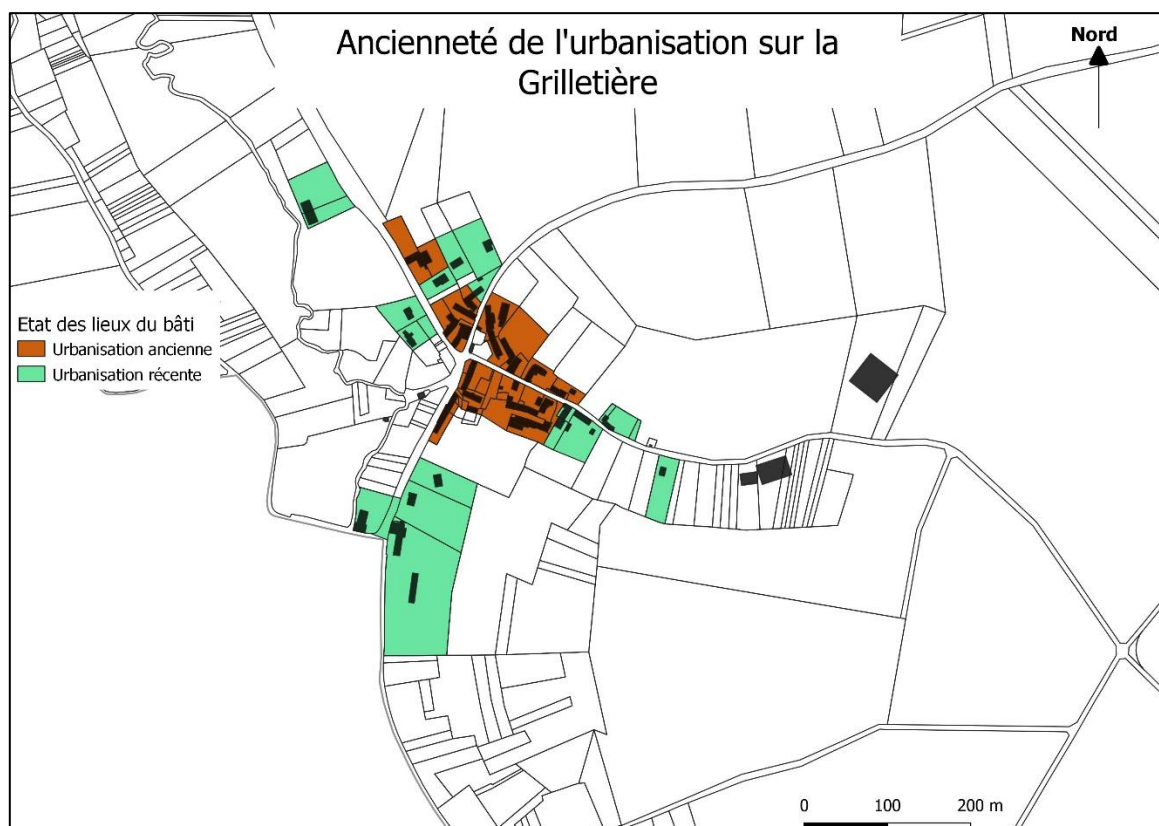 Ancienneté de l'urbanisation sur la
Grilletière
Nord
Etat des lieux du bâti
Urbanisation ancienne
Urbanisation récente
0 100 200 m